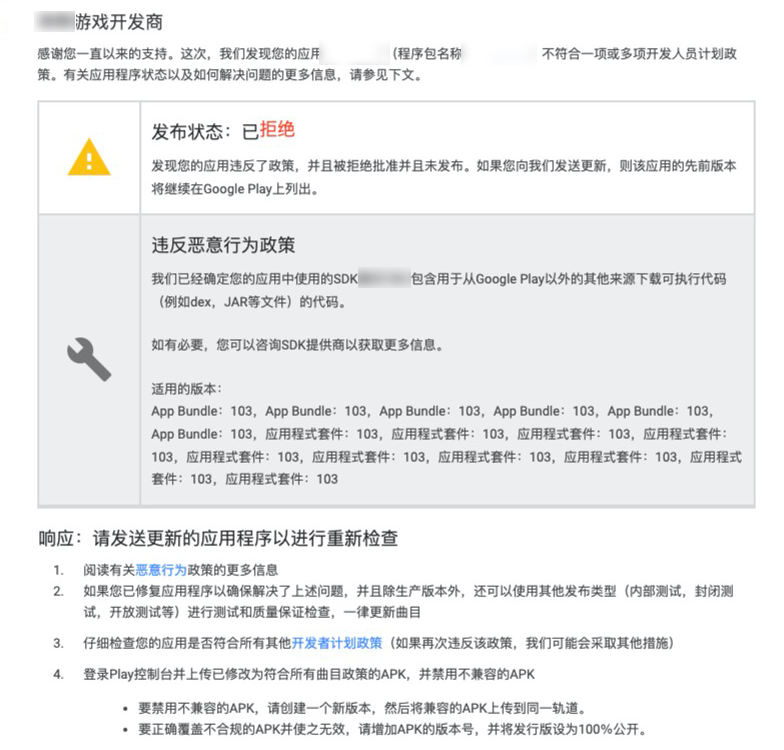 游戏开发商
感谢您一直以来的支持。这次，我们发现您的应用 （程序包名称 不符合一项或多项开发人员计划政
策。有关应用程序状态以及如何解决问题的更多信息，请参见下文。
发布状态：已拒绝
发现您的应用违反了政策，并且被拒绝批准并且未发布。如果您向我们发送更新，则该应用的先前版本
将继续在Google Play上列出。
违反恶意行为政策
我们已经确定您的应用中使用的SDK 包含用于从Google Play以外的其他来源下载可执行代码
（例如dex，JAR等文件）的代码。
如有必要，您可以咨询SDK提供商以获取更多信息。
适用的版本：
App Bundle：103，App Bundle：103，App Bundle：103，App Bundle：103，App Bundle：103，
App Bundle：103，应用程式套件：103，应用程式套件：103，应用程式套件：103，应用程式套件：
103，应用程式套件：103，应用程式套件：103，应用程式套件：103，应用程式套件：103，应用程式
套件：103，应用程式套件：103
响应：请发送更新的应用程序以进行重新检查
1. 阅读有关恶意行为政策的更多信息
2. 如果您已修复应用程序以确保解决了上述问题，并且除生产版本外，还可以使用其他发布类型（内部测试，封闭测
试，开放测试等）进行测试和质量保证检查，一律更新曲目
3. 仔细检查您的应用是否符合所有其他开发者计划政策（如果再次违反该政策，我们可能会采取其他措施）
4. 登录Play控制台并上传已修改为符合所有曲目政策的APK，并禁用不兼容的APK
• 要禁用不兼容的APK，请创建一个新版本，然后将兼容的APK上传到同一轨道。
• 要正确覆盖不合规的APK并使之无效，请增加APK的版本号，并将发行版设为100%公开。